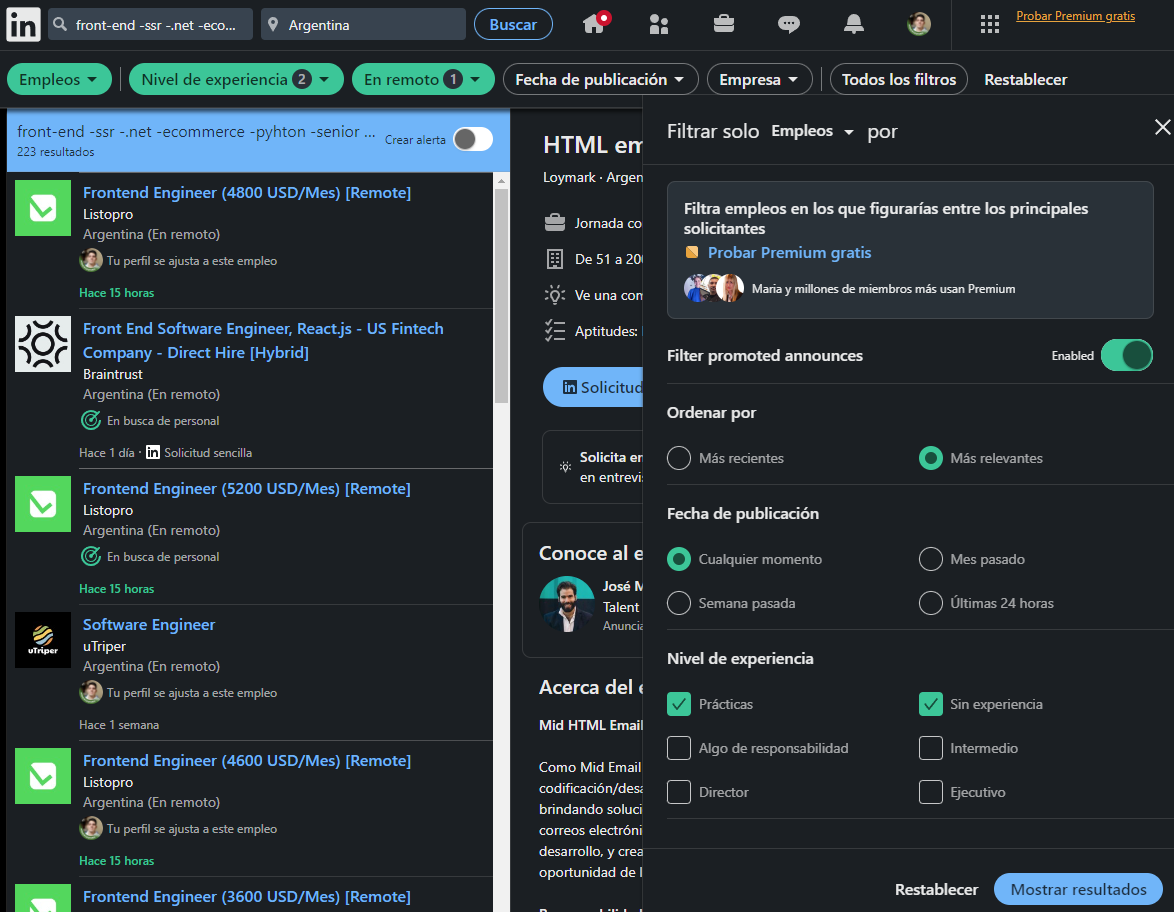 in
front-end -ssr -.net -eco...
Argentina
Buscar
Probar Premium gratis
Empleos
Nivel de experiencia 2
En remoto 1
Fecha de publicación
Empresa
Todos los filtros
Restablecer
front-end -ssr -.net -ecommerce -pyhton -senior ...
223 resultados
Crear alerta
Frontend Engineer (4800 USD/Mes) [Remote]
Listopro
Argentina (En remoto)
Tu perfil se ajusta a este empleo
Hace 15 horas
Front End Software Engineer, React.js - US Fintech
Company - Direct Hire [Hybrid]
Braintrust
Argentina (En remoto)
En busca de personal
Hace 1 día · in Solicitud sencilla
Frontend Engineer (5200 USD/Mes) [Remote]
Listopro
Argentina (En remoto)
En busca de personal
Hace 15 horas
uTriper
Software Engineer
uTriper
Argentina (En remoto)
Tu perfil se ajusta a este empleo
Hace 1 semana
Frontend Engineer (4600 USD/Mes) [Remote]
Listopro
Argentina (En remoto)
Tu perfil se ajusta a este empleo
Hace 15 horas
Frontend Engineer (3600 USD/Mes) [Remote]
HTML em
Loymark · Argen
Jornada co
De 51 a 200
Ve una com
Aptitudes:
in Solicitud
Solicita en
en entrevis
Conoce al e
José M
Talent
Anuncia
Acerca del e
Mid HTML Email
Como Mid Email
codificación/desa
brindando soluci
correos electróni
desarrollo, y crea
oportunidad de l
Filtrar solo Empleos por
Filtra empleos en los que figurarías entre los principales
solicitantes
Probar Premium gratis
Maria y millones de miembros más usan Premium
Filter promoted announces
Enabled
Ordenar por
Más recientes
Más relevantes
Fecha de publicación
Cualquier momento
Mes pasado
Semana pasada
Últimas 24 horas
Nivel de experiencia
Prácticas
Sin experiencia
Algo de responsabilidad
Intermedio
Director
Ejecutivo
Restablecer
Mostrar resultados